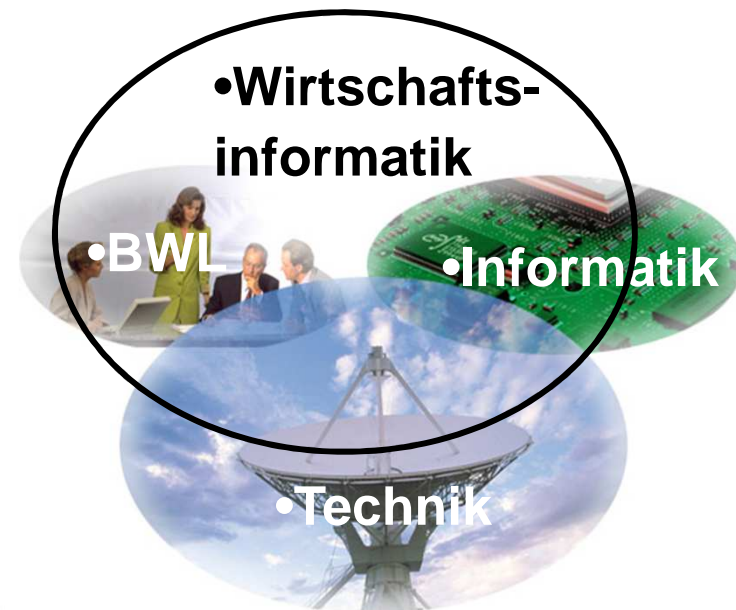 •Wirtschafts-
informatik
•BWL
•Informatik
•Technik